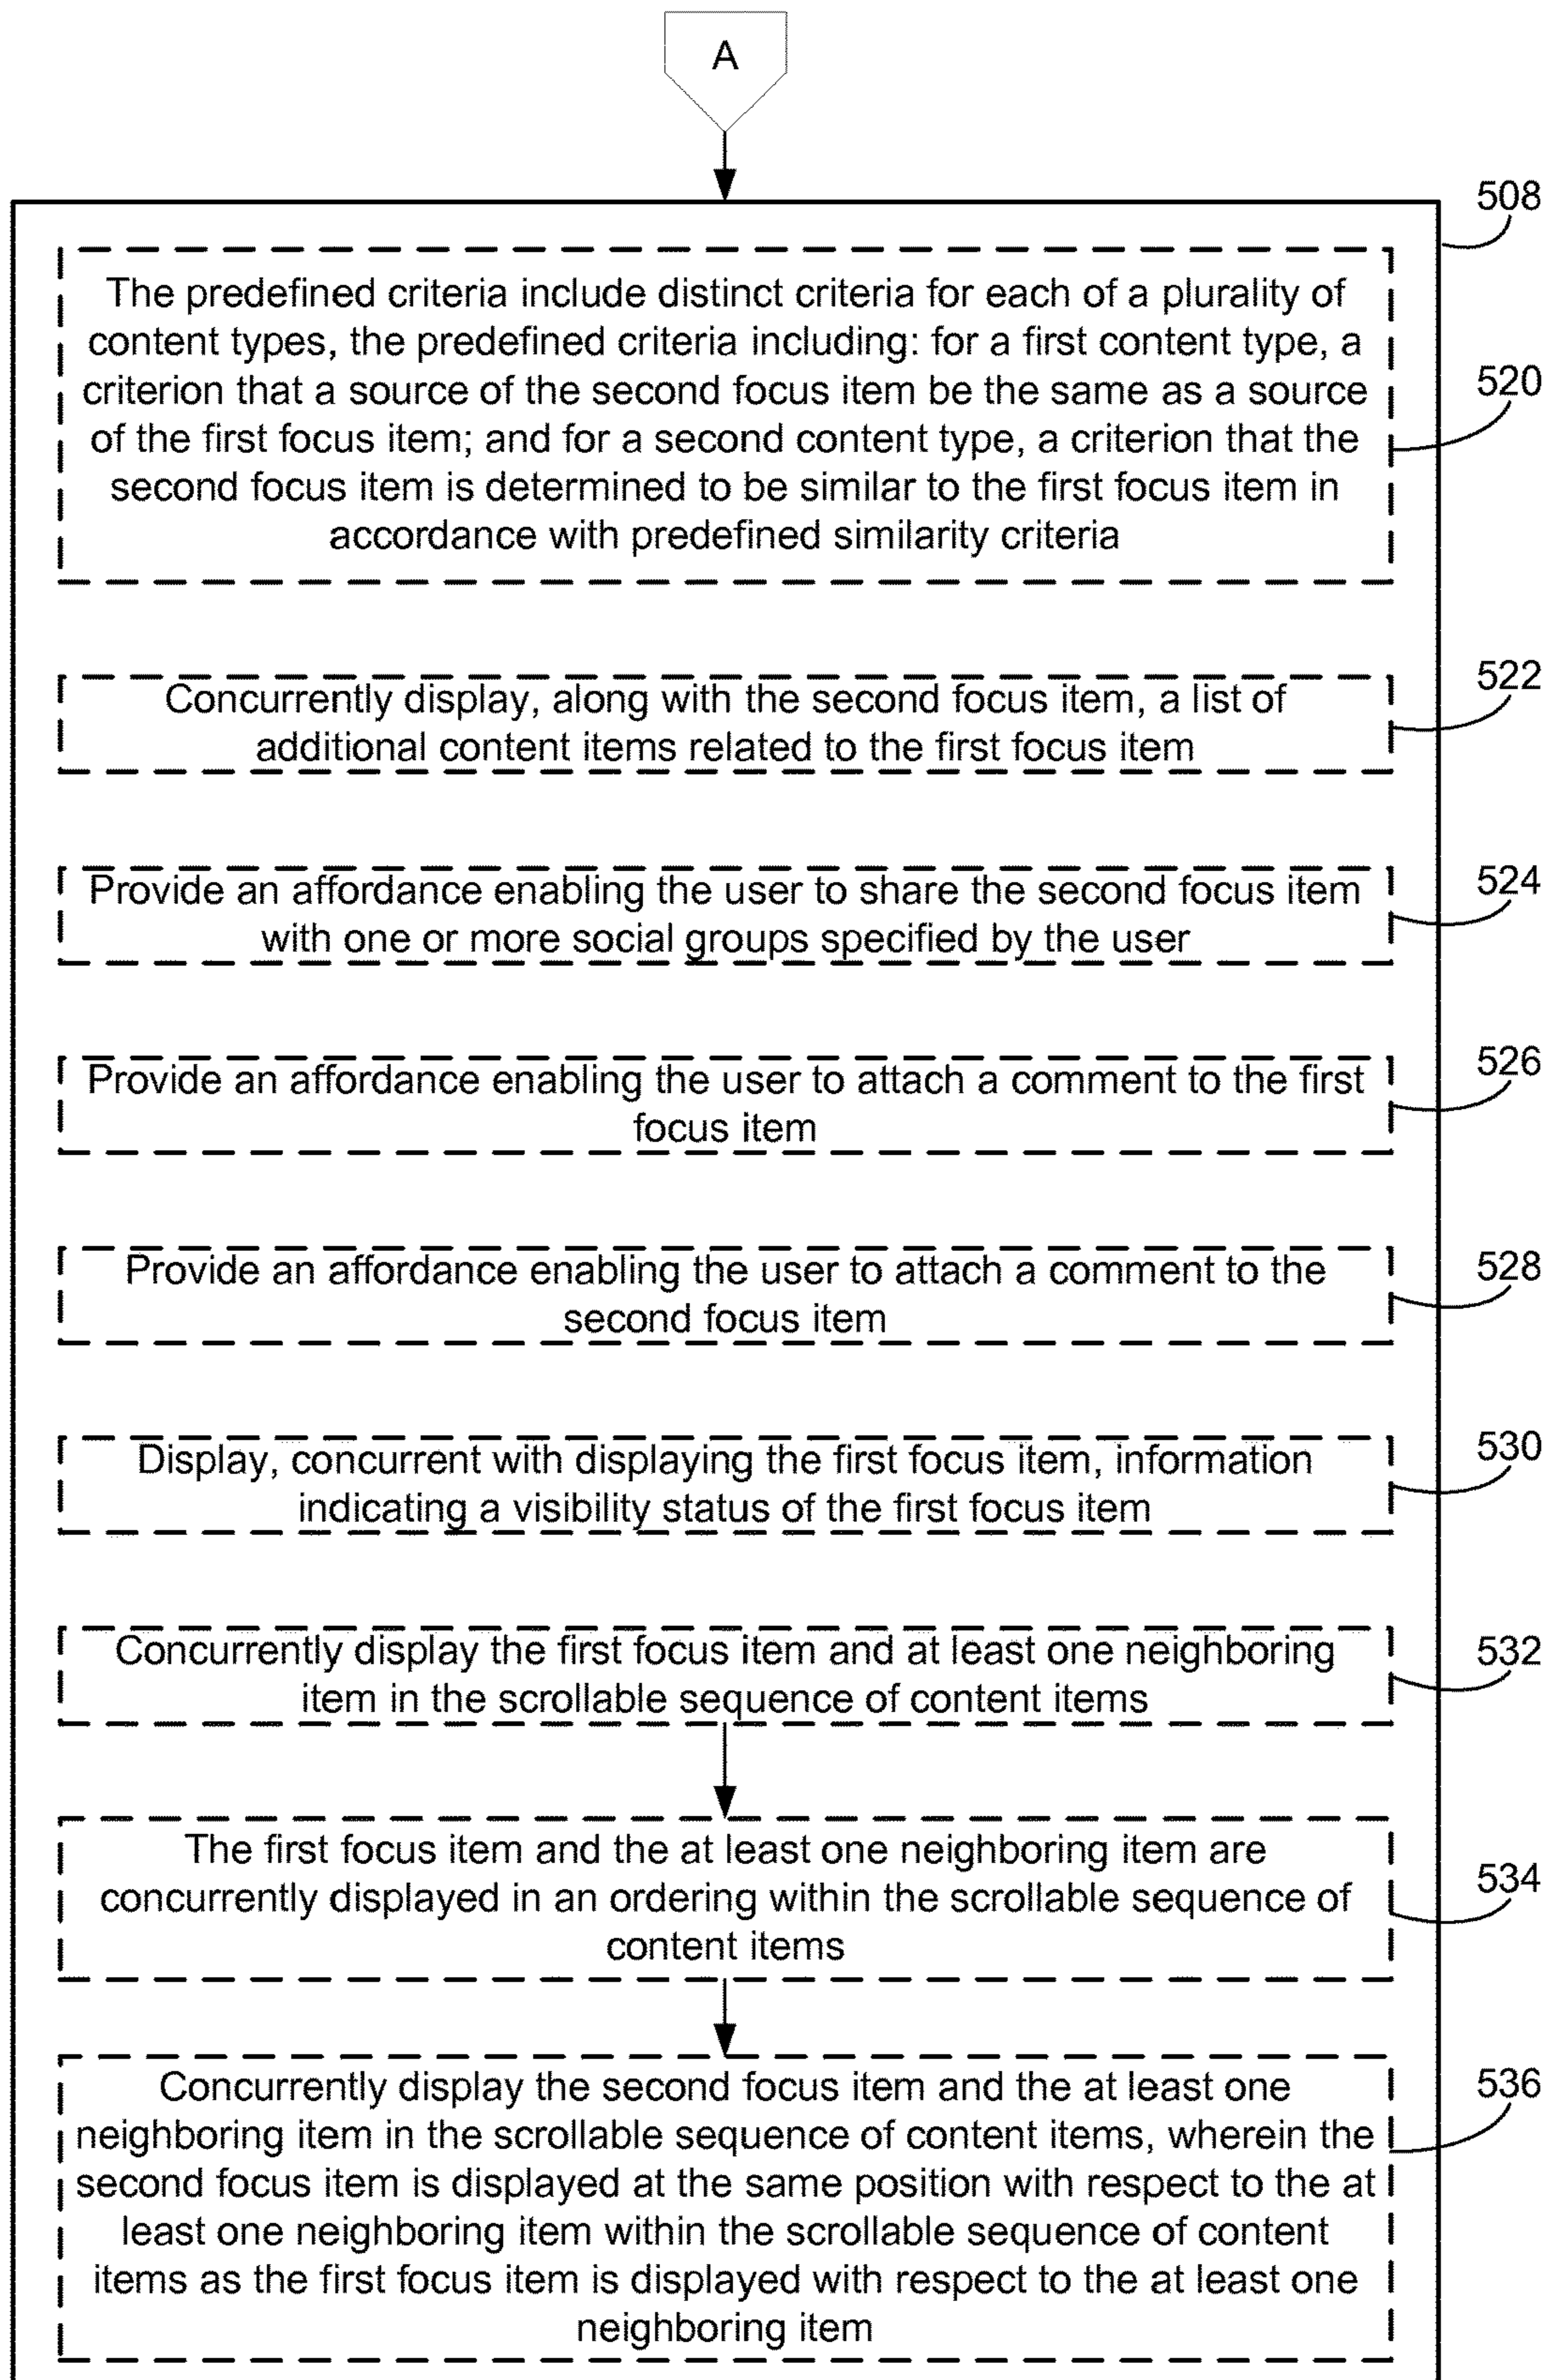 A
508
The predefined criteria include distinct criteria for each of a plurality of
content types, the predefined criteria including: for a first content type, a
criterion that a source of the second focus item be the same as a source
of the first focus item; and for a second content type, a criterion that the
second focus item is determined to be similar to the first focus item in
accordance with predefined similarity criteria
520
Concurrently display, along with the second focus item, a list of
additional content items related to the first focus item
522
Provide an affordance enabling the user to share the second focus item
with one or more social groups specified by the user
524
Provide an affordance enabling the user to attach a comment to the first
focus item
526
Provide an affordance enabling the user to attach a comment to the
second focus item
528
Display, concurrent with displaying the first focus item, information
indicating a visibility status of the first focus item
530
Concurrently display the first focus item and at least one neighboring
item in the scrollable sequence of content items
532
The first focus item and the at least one neighboring item are
concurrently displayed in an ordering within the scrollable sequence of
content items
534
Concurrently display the second focus item and the at least one
neighboring item in the scrollable sequence of content items, wherein the
second focus item is displayed at the same position with respect to the at
least one neighboring item within the scrollable sequence of content
items as the first focus item is displayed with respect to the at least one
neighboring item
536